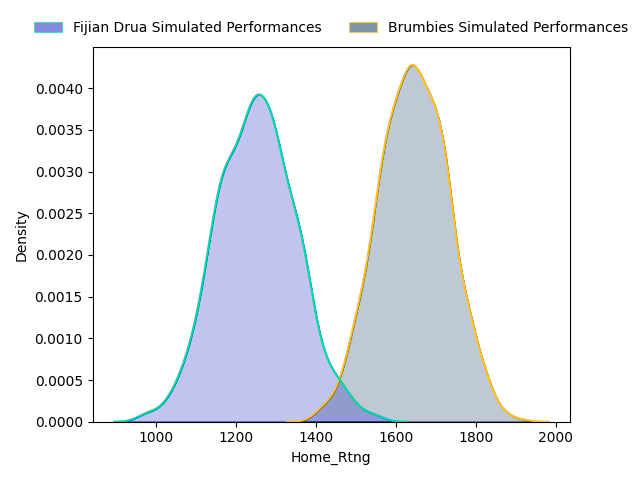 Fijian Drua Simulated Performances Brumbies Simulated Performances
0.0040
0.0035
0.0030
0.0025
0.0020
0.0015
0.0010
0.0005
0.0000
Density
1000 1200 1400 1600 1800 2000
Home_Rtng